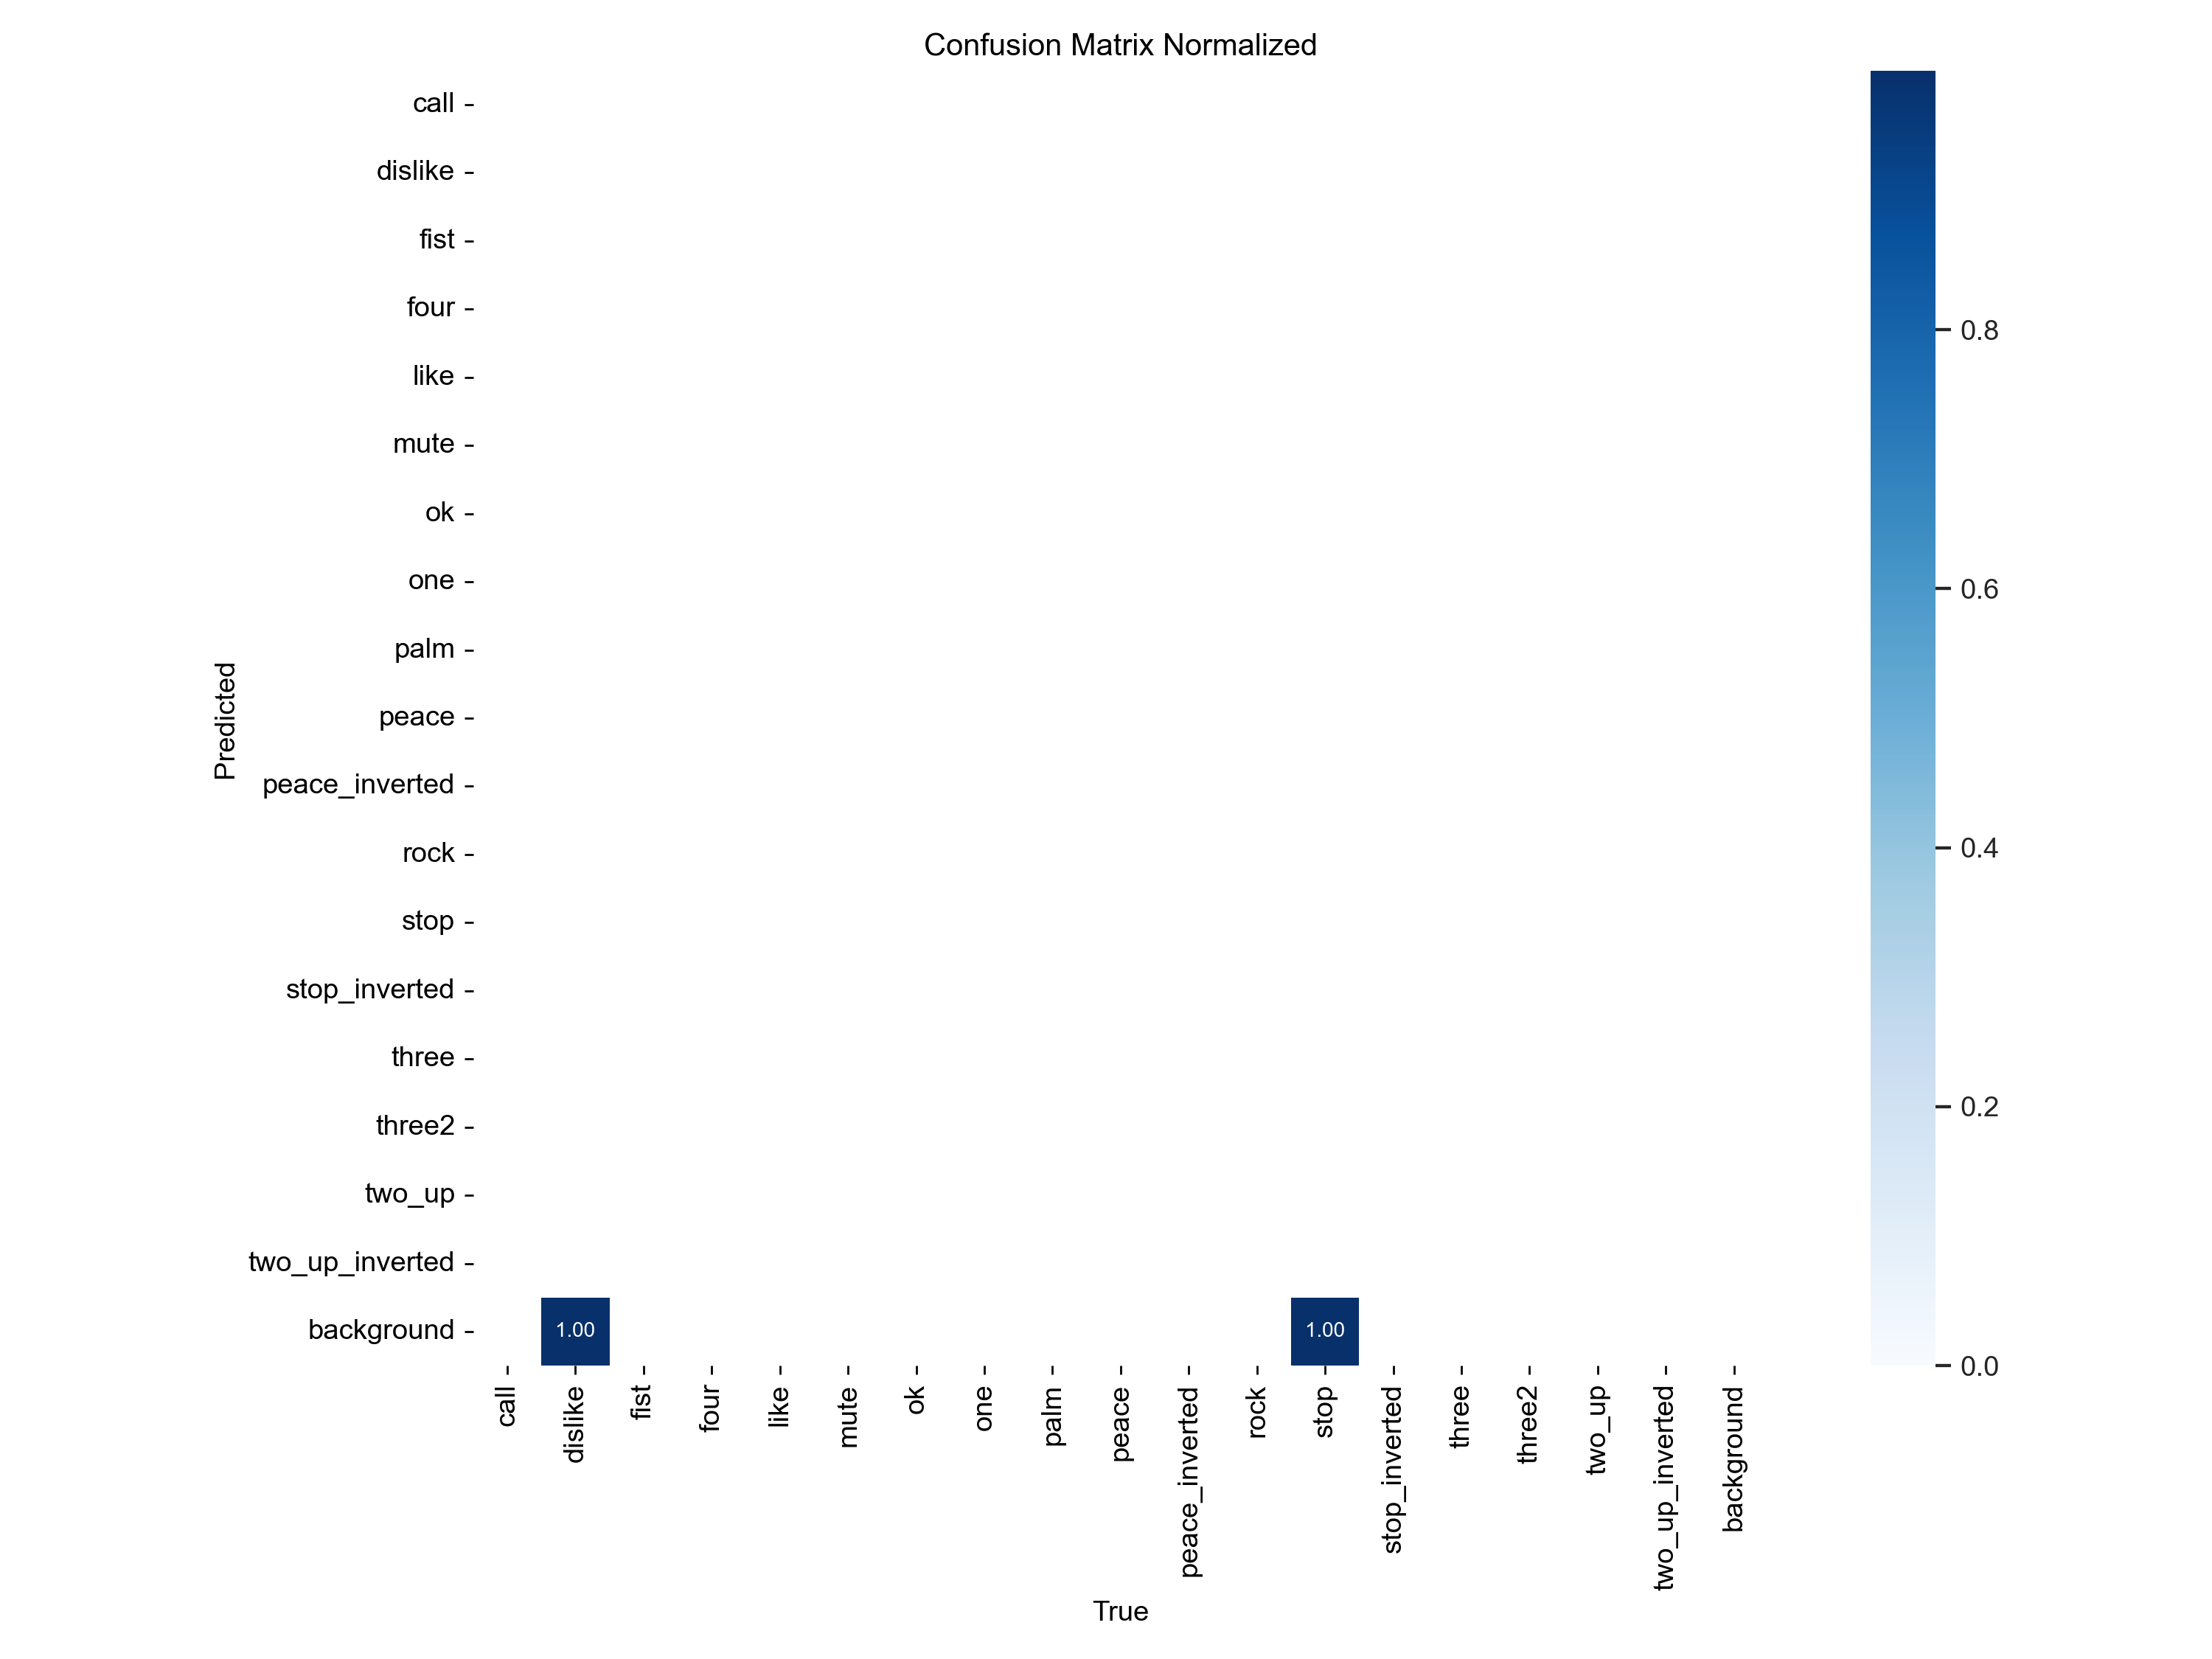 Confusion Matrix Normalized
call
dislike
fist
four
like
mute
ok
one
palm
peace
peace_inverted
rock
stop
stop_inverted
three
three2
two_up
two_up_inverted
background
Predicted
1.00
1.00
call
dislike
fist
four
like
mute
ok
one
palm
peace
peace_inverted
rock
stop
stop_inverted
three
three2
two_up
two_up_inverted
background
True
0.8
0.6
0.4
0.2
0.0